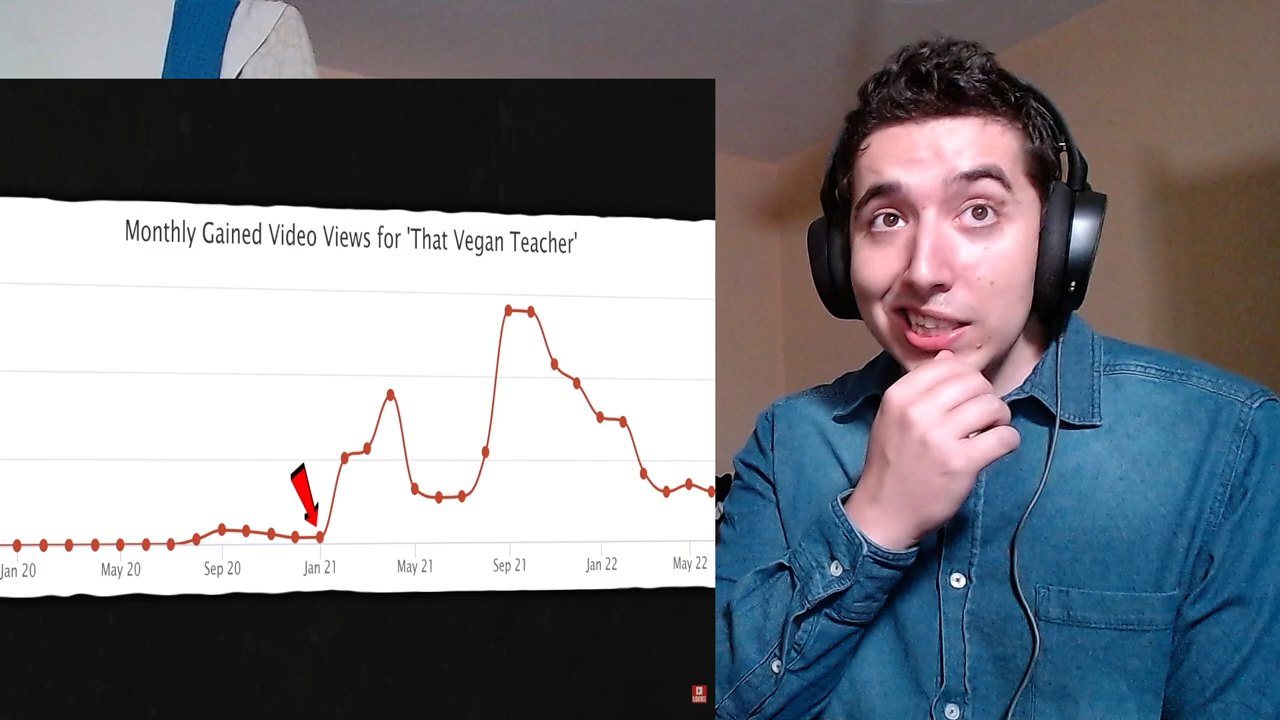 Monthly Gained Video Views for 'That Vegan Teacher'
Jan 20 May 20 Sep 20 Jan 21 May 21 Sep 21 Jan 22 May 22